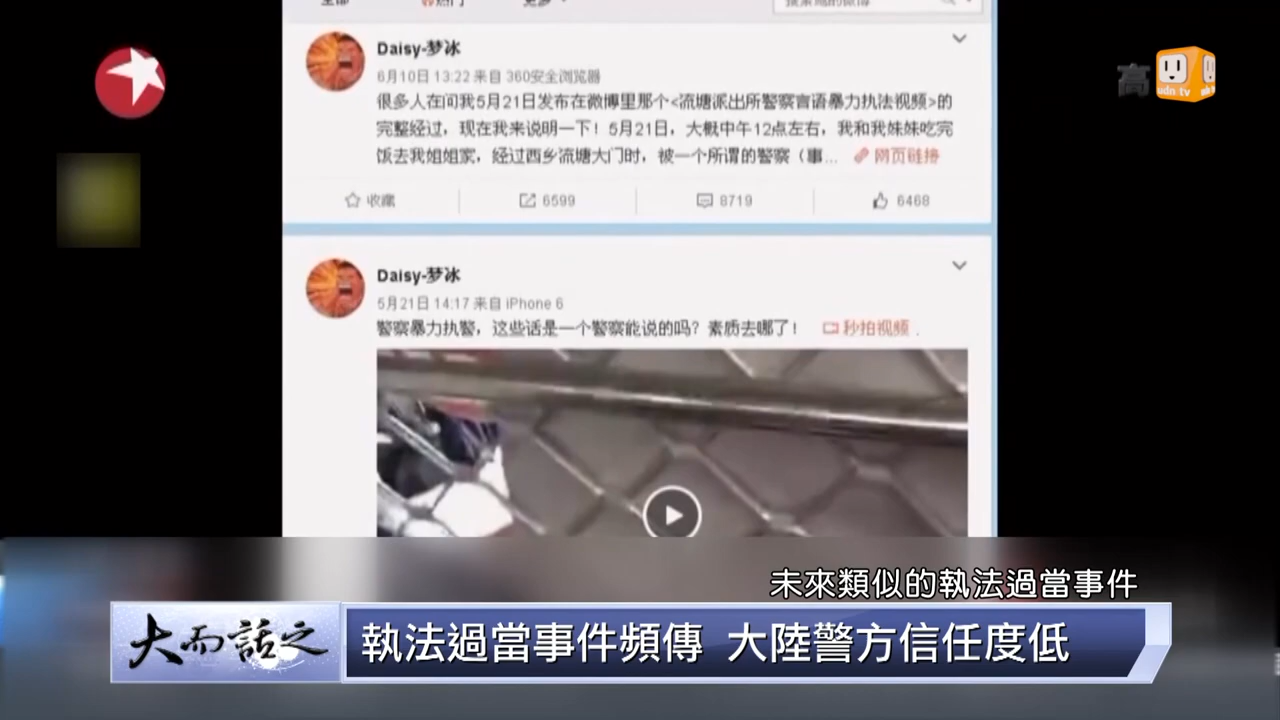 全部 热门 更多
Daisy-梦冰
6月10日 13:22 来自 360安全浏览器
很多人在问我5月21日发布在微博里那个<流塘派出所警察言语暴力执法视频>的
完整经过，现在我来说明一下！5月21日，大概中午12点左右，我和我妹妹吃完
饭去我姐姐家，经过西乡流塘大门时，被一个所谓的警察（事... 网页链接
收藏 6599 8719 6468
Daisy-梦冰
5月21日 14:17 来自 iPhone 6
警察暴力执警，这些话是一个警察能说的吗？素质去哪了！ 秒拍视频 .
高
udn tv
未來類似的執法過當事件
大而話之
執法過當事件頻傳 大陸警方信任度低